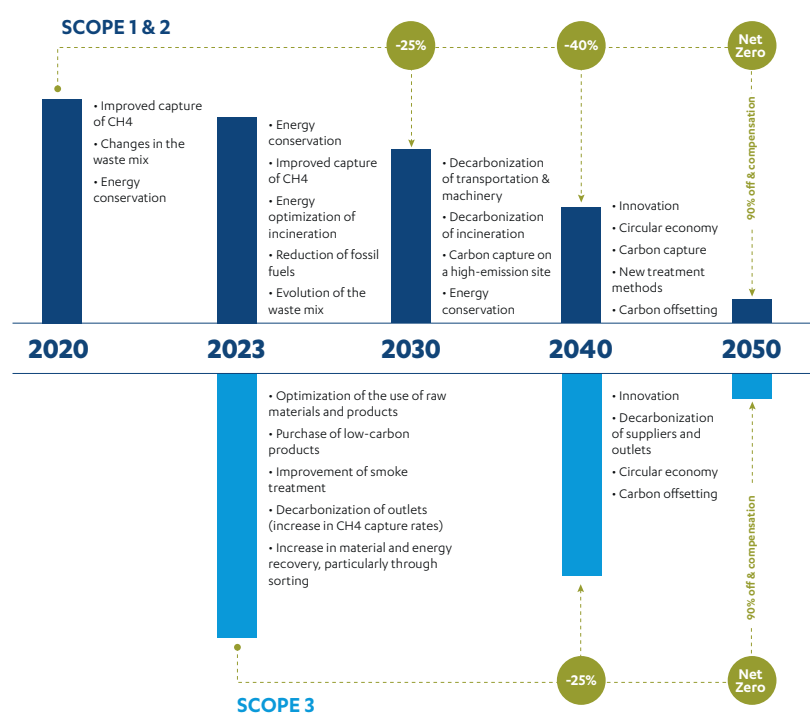 SCOPE 1 & 2
-25%
-40%
Net
Zero
• Improved capture
of CH4
• Changes in the
waste mix
• Energy
conservation
• Energy
conservation
• Improved capture
of CH4
• Energy
optimization of
incineration
• Reduction of fossil
fuels
• Evolution of the
waste mix
• Decarbonization
of transportation &
machinery
• Decarbonization
of incineration
• Carbon capture on
a high-emission site
• Energy
conservation
• Innovation
• Circular economy
• Carbon capture
• New treatment
methods
• Carbon offsetting
90% off & compensation
2020
2023
2030
2040
2050
• Optimization of the use of raw
materials and products
• Purchase of low-carbon
products
• Improvement of smoke
treatment
• Decarbonization of outlets
(increase in CH4 capture rates)
• Increase in material and energy
recovery, particularly through
sorting
• Innovation
• Decarbonization
of suppliers and
outlets
• Circular economy
• Carbon offsetting
90% off & compensation
-25%
Net
Zero
SCOPE 3